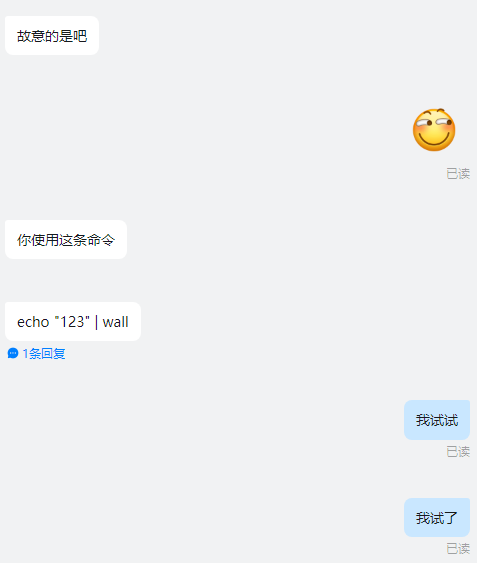 故意的是吧
已读
你使用这条命令
echo "123" | wall
1条回复
我试试
已读
我试了
已读